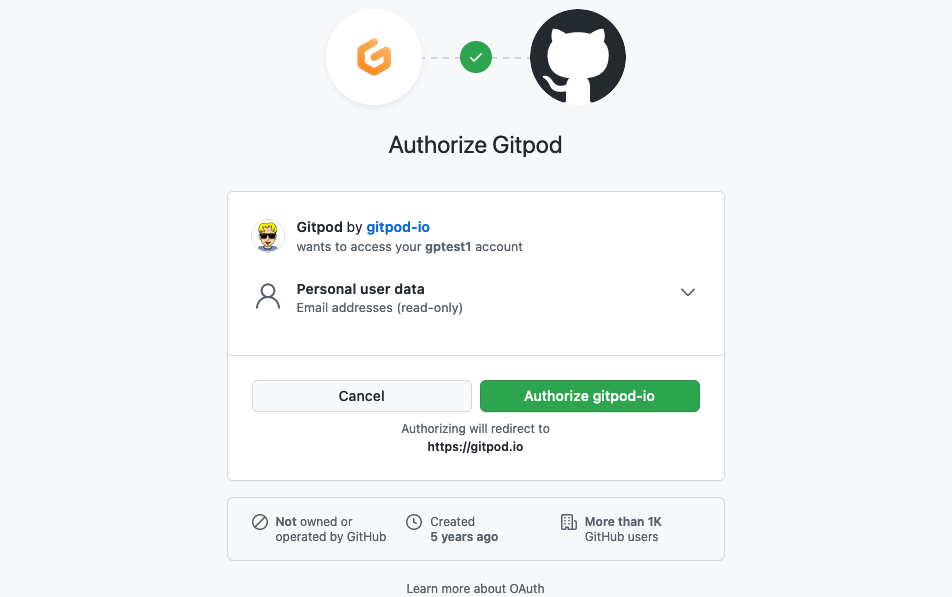 Authorize Gitpod
Gitpod by gitpod-io
wants to access your gptest1 account
Personal user data
Email addresses (read-only)
Cancel
Authorize gitpod-io
Authorizing will redirect to
https://gitpod.io
Not owned or
operated by GitHub
Created
5 years ago
More than 1K
GitHub users
Learn more about OAuth